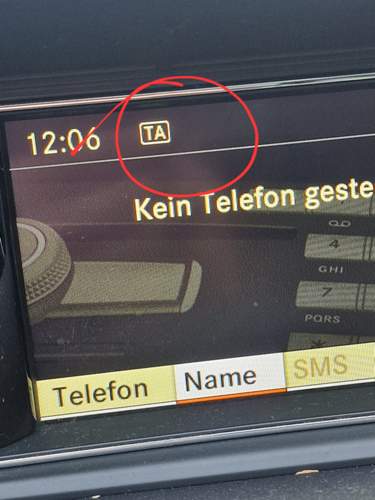 12:06 TA
Kein Telefon geste
4
GHI
7
PQRS
*
Telefon Name SMS